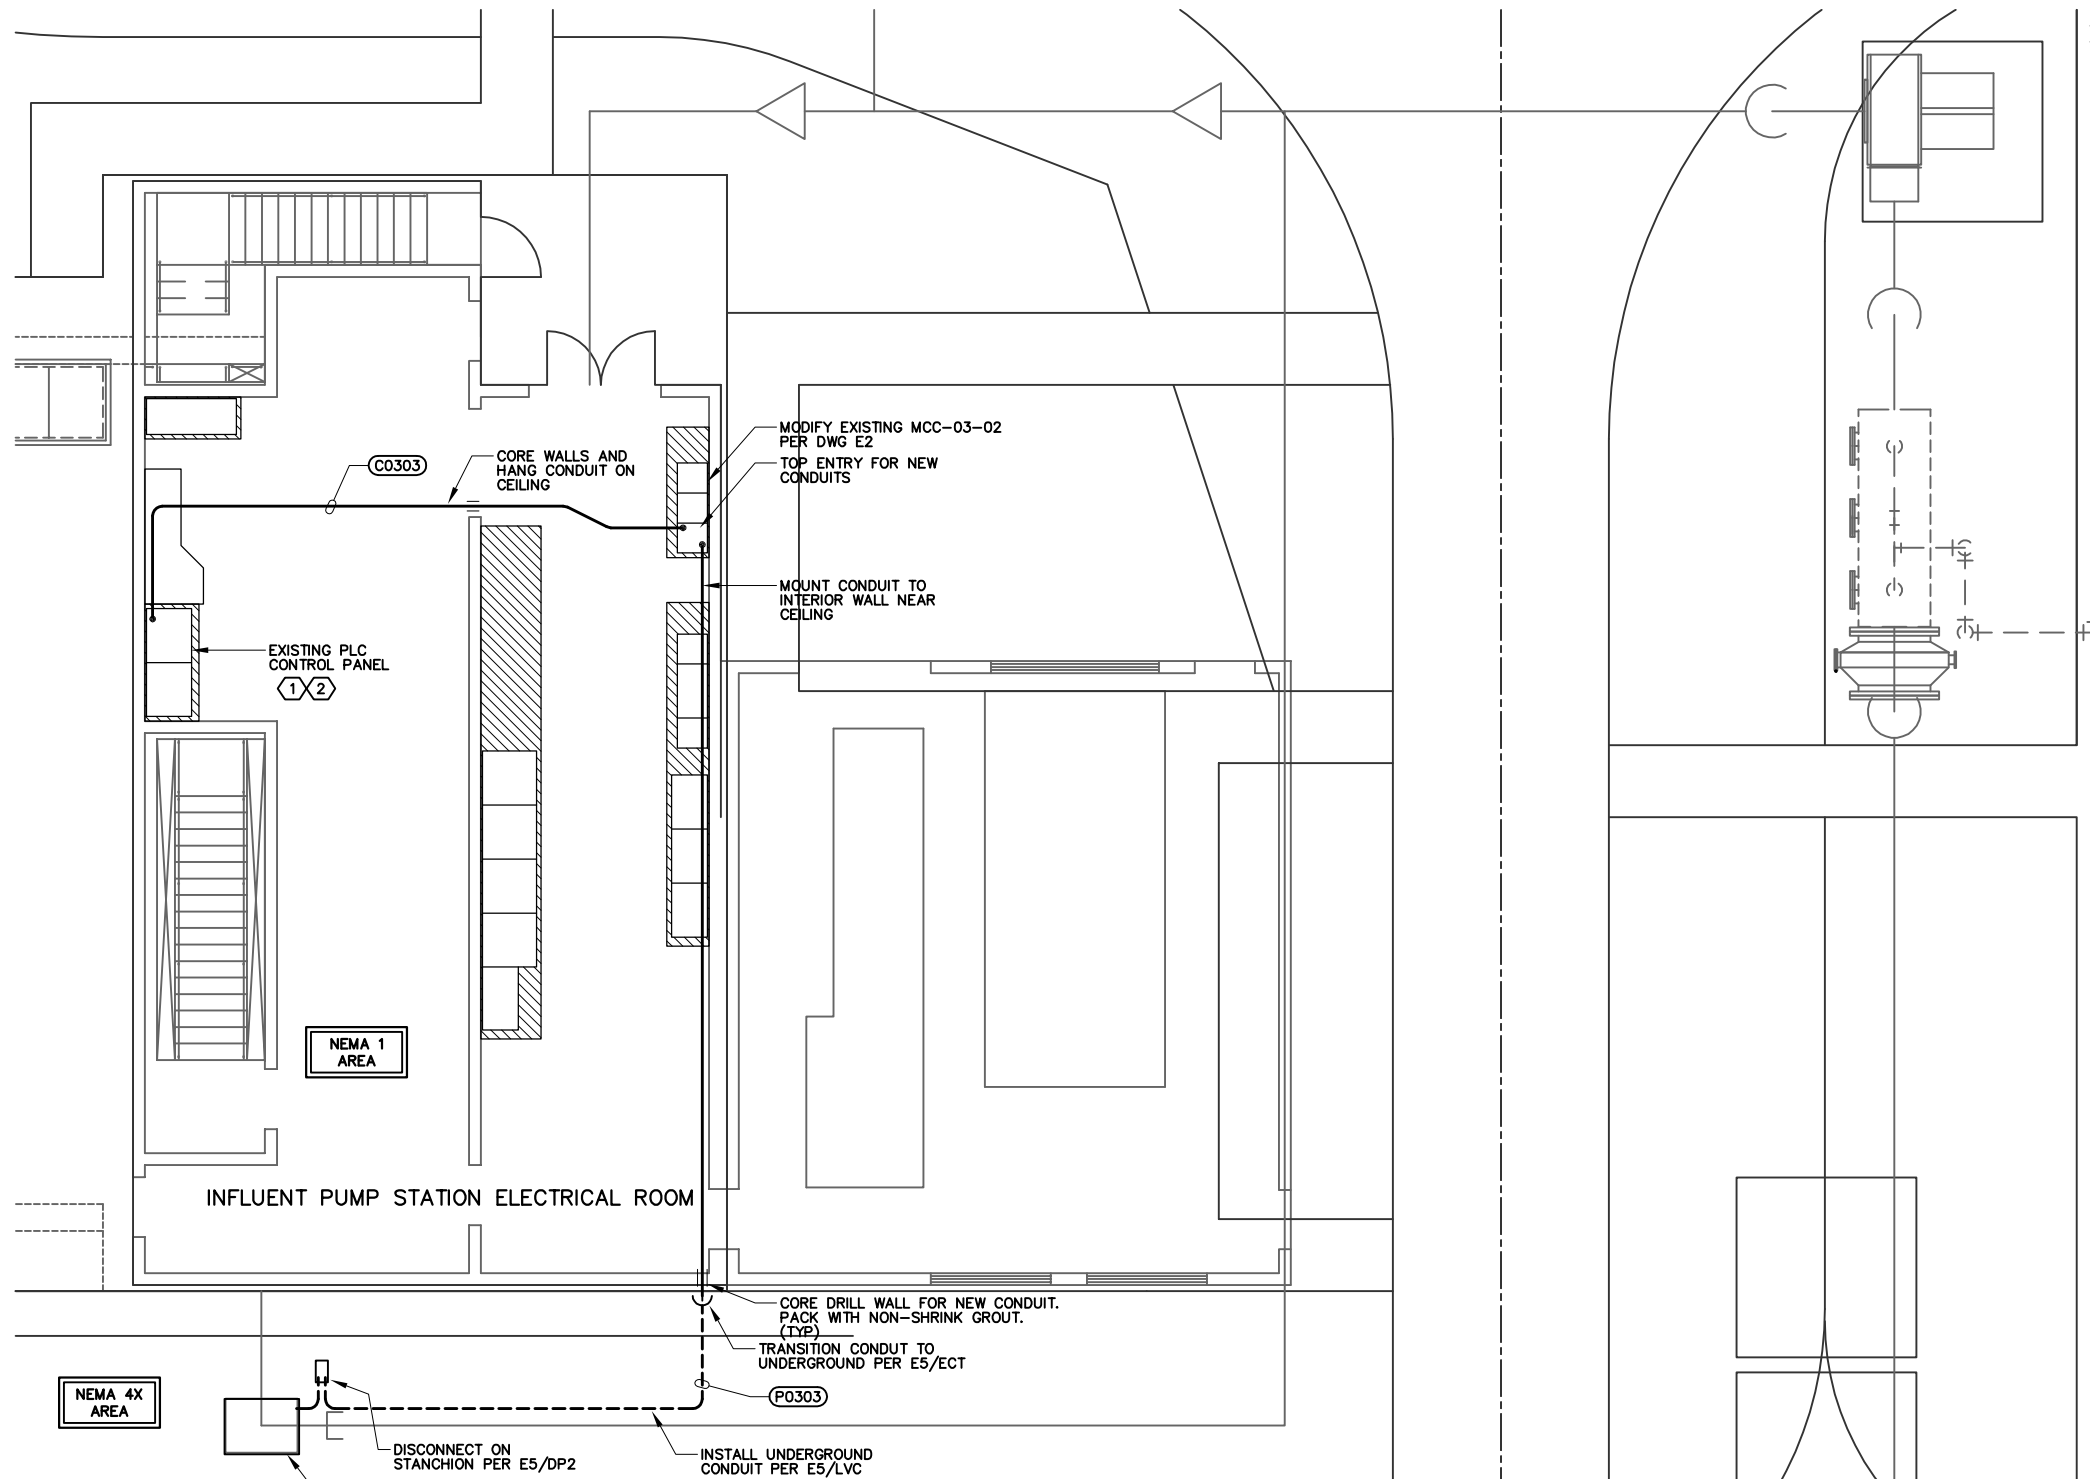 MODIFY EXISTING MCC-03-02
PER DWG E2
TOP ENTRY FOR NEW
CONDUITS
C0303
CORE WALLS AND
HANG CONDUIT ON
CEILING
MOUNT CONDUIT TO
INTERIOR WALL NEAR
CEILING
EXISTING PLC
CONTROL PANEL
1 2
NEMA 1
AREA
INFLUENT PUMP STATION ELECTRICAL ROOM
CORE DRILL WALL FOR NEW CONDUIT.
PACK WITH NON-SHRINK GROUT.
(TYP)
TRANSITION CONDUT TO
UNDERGROUND PER E5/ECT
NEMA 4X
AREA
P0303
DISCONNECT ON
STANCHION PER E5/DP2
INSTALL UNDERGROUND
CONDUIT PER E5/LVC